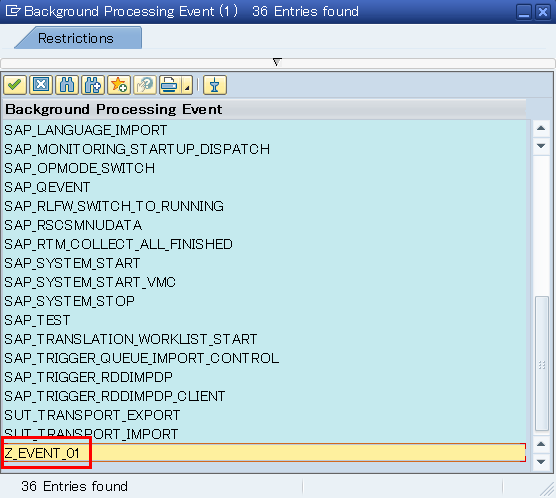 Background Processing Event (1) 36 Entries found
Restrictions
Background Processing Event
SAP_LANGUAGE_IMPORT
SAP_MONITORING_STARTUP_DISPATCH
SAP_OPMODE_SWITCH
SAP_QEVENT
SAP_RLFW_SWITCH_TO_RUNNING
SAP_RSCSMNUDATA
SAP_RTM_COLLECT_ALL_FINISHED
SAP_SYSTEM_START
SAP_SYSTEM_START_VMC
SAP_SYSTEM_STOP
SAP_TEST
SAP_TRANSLATION_WORKLIST_START
SAP_TRIGGER_QUEUE_IMPORT_CONTROL
SAP_TRIGGER_RDDIMPDP
SAP_TRIGGER_RDDIMPDP_CLIENT
SUT_TRANSPORT_EXPORT
SUT_TRANSPORT_IMPORT
Z_EVENT_01
36 Entries found